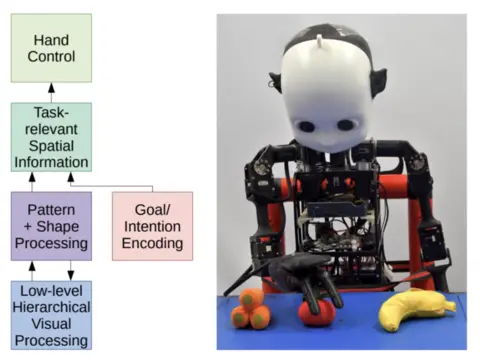 Hand
Control
Task-
relevant
Spatial
Information
Pattern
+ Shape
Processing
Goal/
Intention
Encoding
Low-level
Hierarchical
Visual
Processing